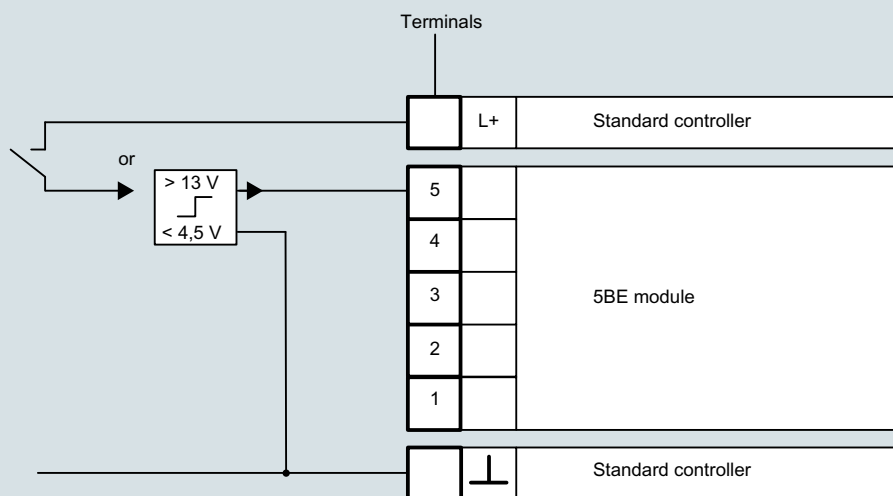 Terminals
L+ Standard controller
or
> 13 V
< 4,5 V
5
4
3
2
1
5BE module
Standard controller